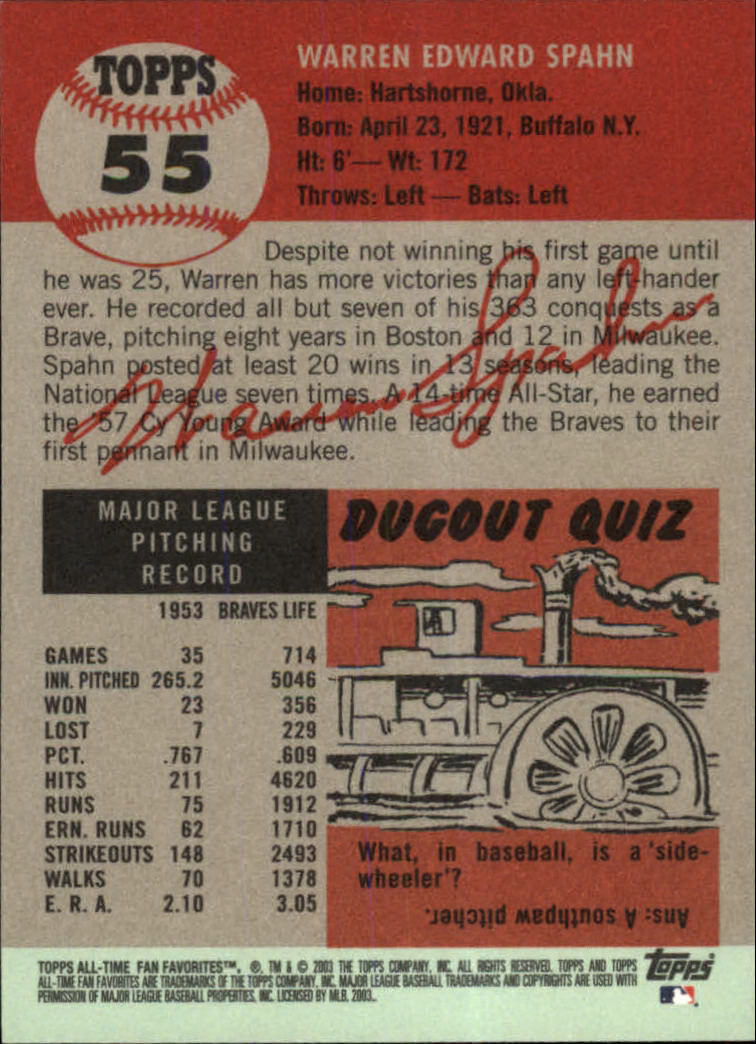 TOPPS
55
WARREN EDWARD SPAHN
Home: Hartshorne, Okla.
Born: April 23, 1921, Buffalo N.Y.
Ht: 6'— Wt: 172
Throws: Left — Bats: Left
Despite not winning his first game until
he was 25, Warren has more victories than any left-hander
ever. He recorded all but seven of his 363 conquests as a
Brave, pitching eight years in Boston and 12 in Milwaukee.
Spahn posted at least 20 wins in 13 seasons, leading the
National League seven times. A 14-time All-Star, he earned
the '57 Cy Young Award while leading the Braves to their
first pennant in Milwaukee.
Warren Spahn
MAJOR LEAGUE
PITCHING
RECORD
1953 BRAVES LIFE
GAMES 35 714
INN. PITCHED 265.2 5046
WON 23 356
LOST 7 229
PCT. .767 .609
HITS 211 4620
RUNS 75 1912
ERN. RUNS 62 1710
STRIKEOUTS 148 2493
WALKS 70 1378
E. R. A. 2.10 3.05
DUGOUT QUIZ
What, in baseball, is a 'side-
wheeler'?
Ans: A southpaw pitcher.
TOPPS ALL-TIME FAN FAVORITES™, ®, TM & © 2003 THE TOPPS COMPANY, INC. ALL RIGHTS RESERVED. TOPPS AND TOPPS
ALL-TIME FAN FAVORITES ARE TRADEMARKS OF THE TOPPS COMPANY, INC. MAJOR LEAGUE BASEBALL TRADEMARKS AND COPYRIGHTS ARE USED WITH
PERMISSION OF MAJOR LEAGUE BASEBALL PROPERTIES, INC. LICENSED BY MLB. 2003..
topps